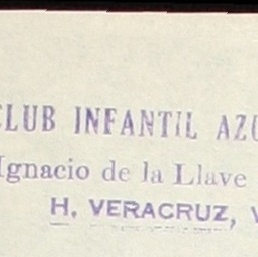 CLUB INFANTIL AZU
Ignacio de la Llave
H. VERACRUZ, V